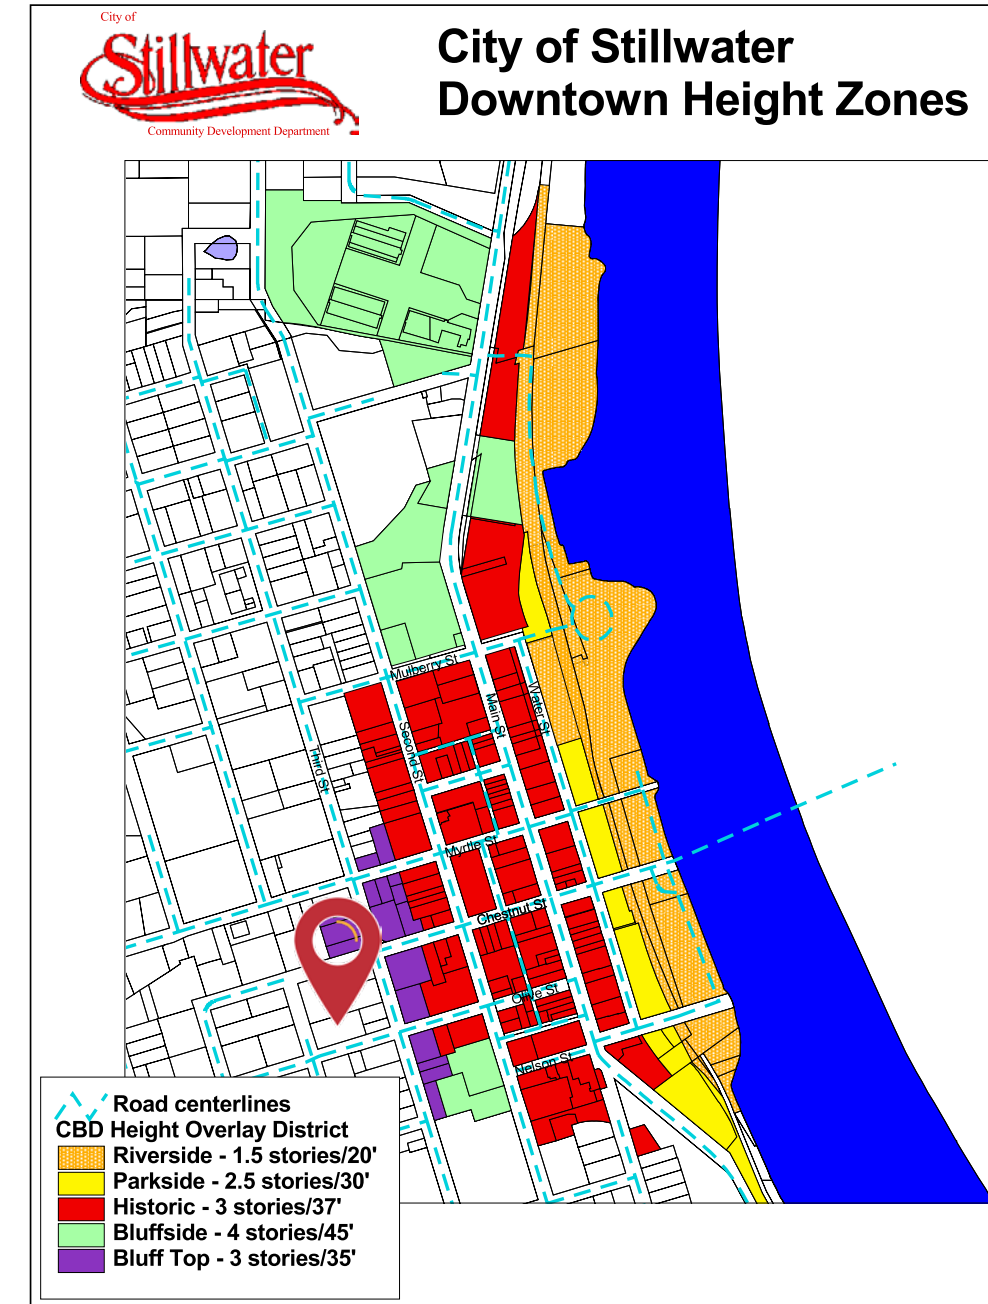 City of
Stillwater
Community Development Department
City of Stillwater
Downtown Height Zones
Mulberry St
Main St
Water St
Second St
Third St
Myrtle St
Chestnut St
Olive St
Nelson St
Road centerlines
CBD Height Overlay District
Riverside - 1.5 stories/20'
Parkside - 2.5 stories/30'
Historic - 3 stories/37'
Bluffside - 4 stories/45'
Bluff Top - 3 stories/35'